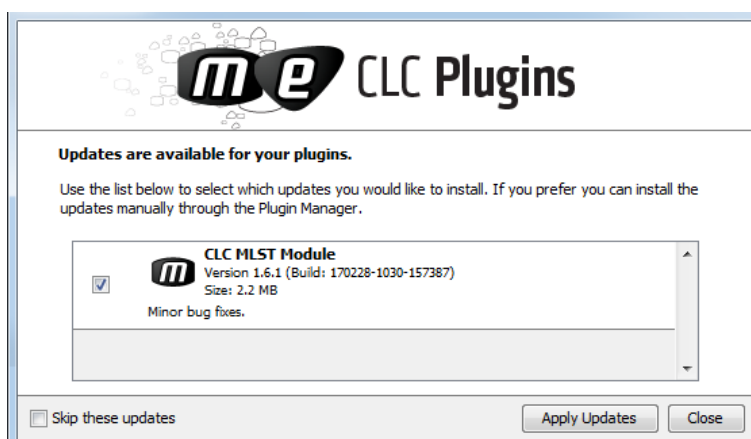 me CLC Plugins
Updates are available for your plugins.
Use the list below to select which updates you would like to install. If you prefer you can install the
updates manually through the Plugin Manager.
m
CLC MLST Module
Version 1.6.1 (Build: 170228-1030-157387)
Size: 2.2 MB
Minor bug fixes.
Skip these updates
Apply Updates
Close